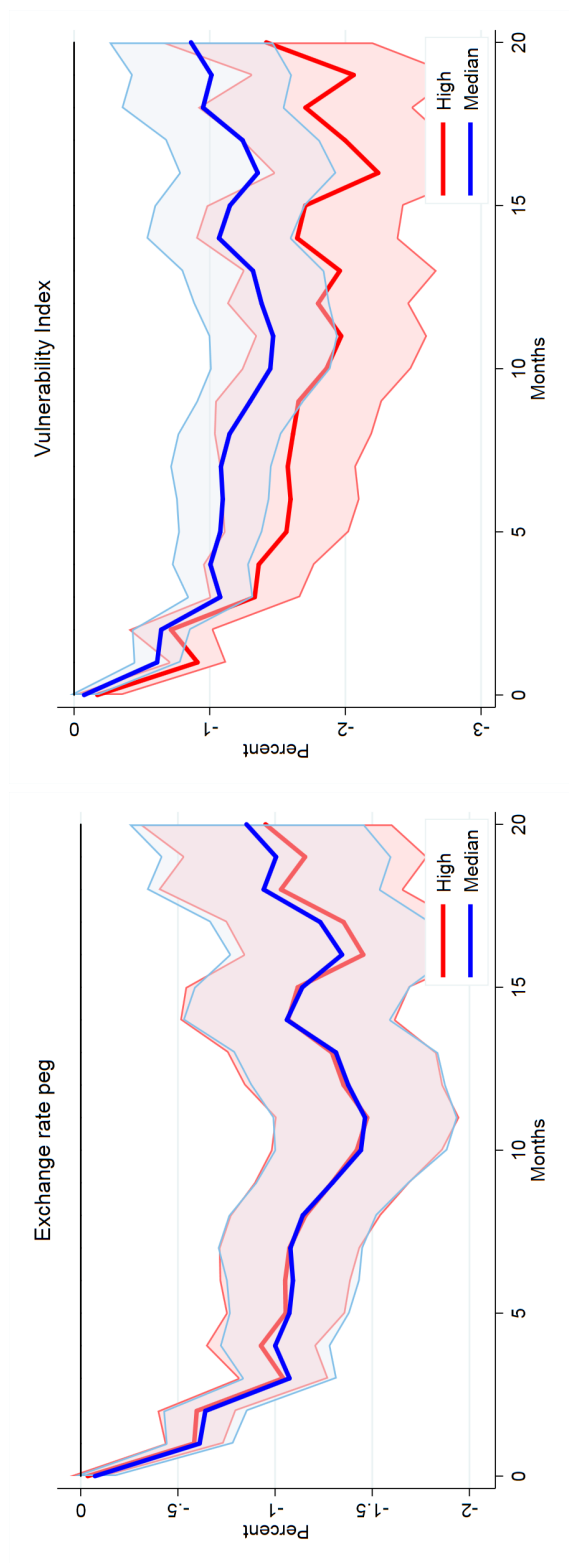 Exchange rate peg
Percent
0
-.5
-1
-1.5
-2
High
Median
0 5 10 15 20
Months
Vulnerability Index
Percent
0
-1
-2
-3
High
Median
0 5 10 15 20
Months